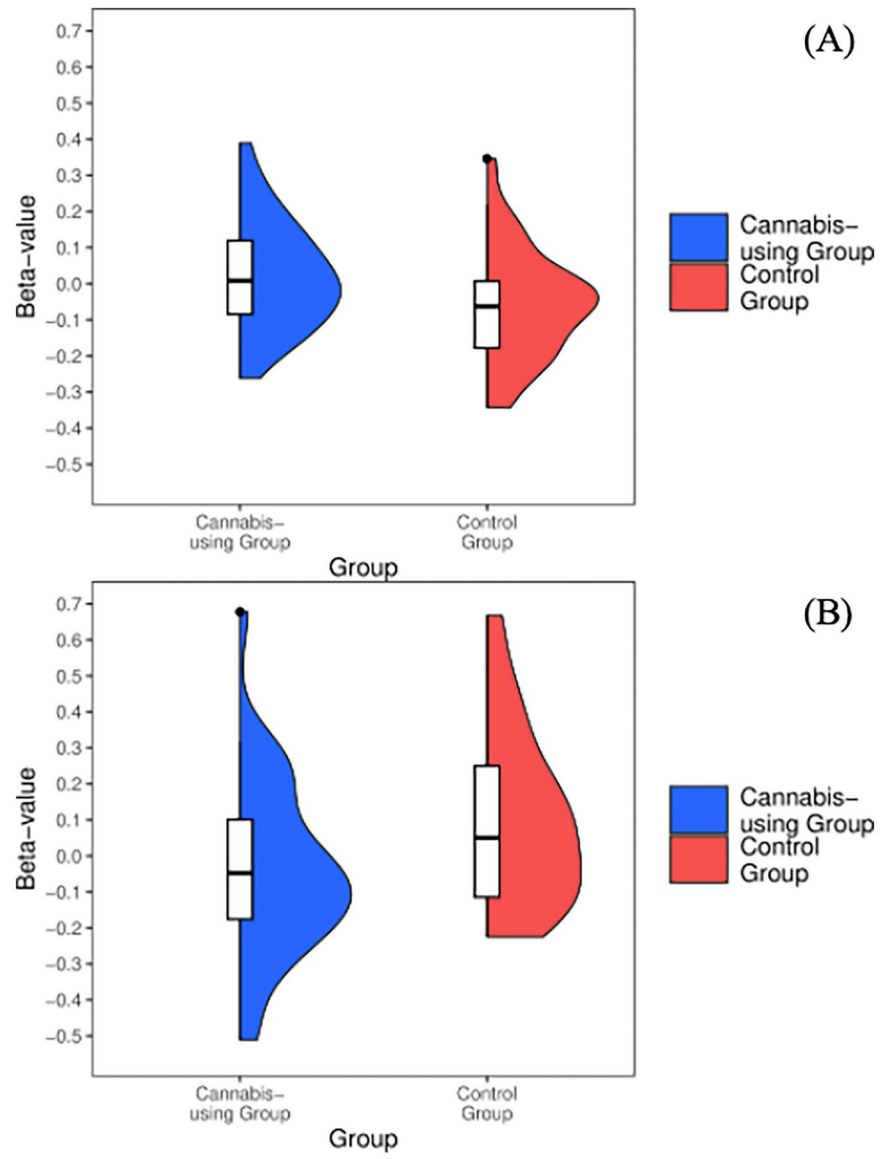 (A)
0.7
0.6
0.5
0.4
0.3
0.2
0.1
0.0
−0.1
−0.2
−0.3
−0.4
−0.5
Beta−value
Cannabis−
using Group
Control
Group
Group
Cannabis−
using Group
Control
Group
(B)
0.7
0.6
0.5
0.4
0.3
0.2
0.1
0.0
−0.1
−0.2
−0.3
−0.4
−0.5
Beta−value
Cannabis−
using Group
Control
Group
Group
Cannabis−
using Group
Control
Group